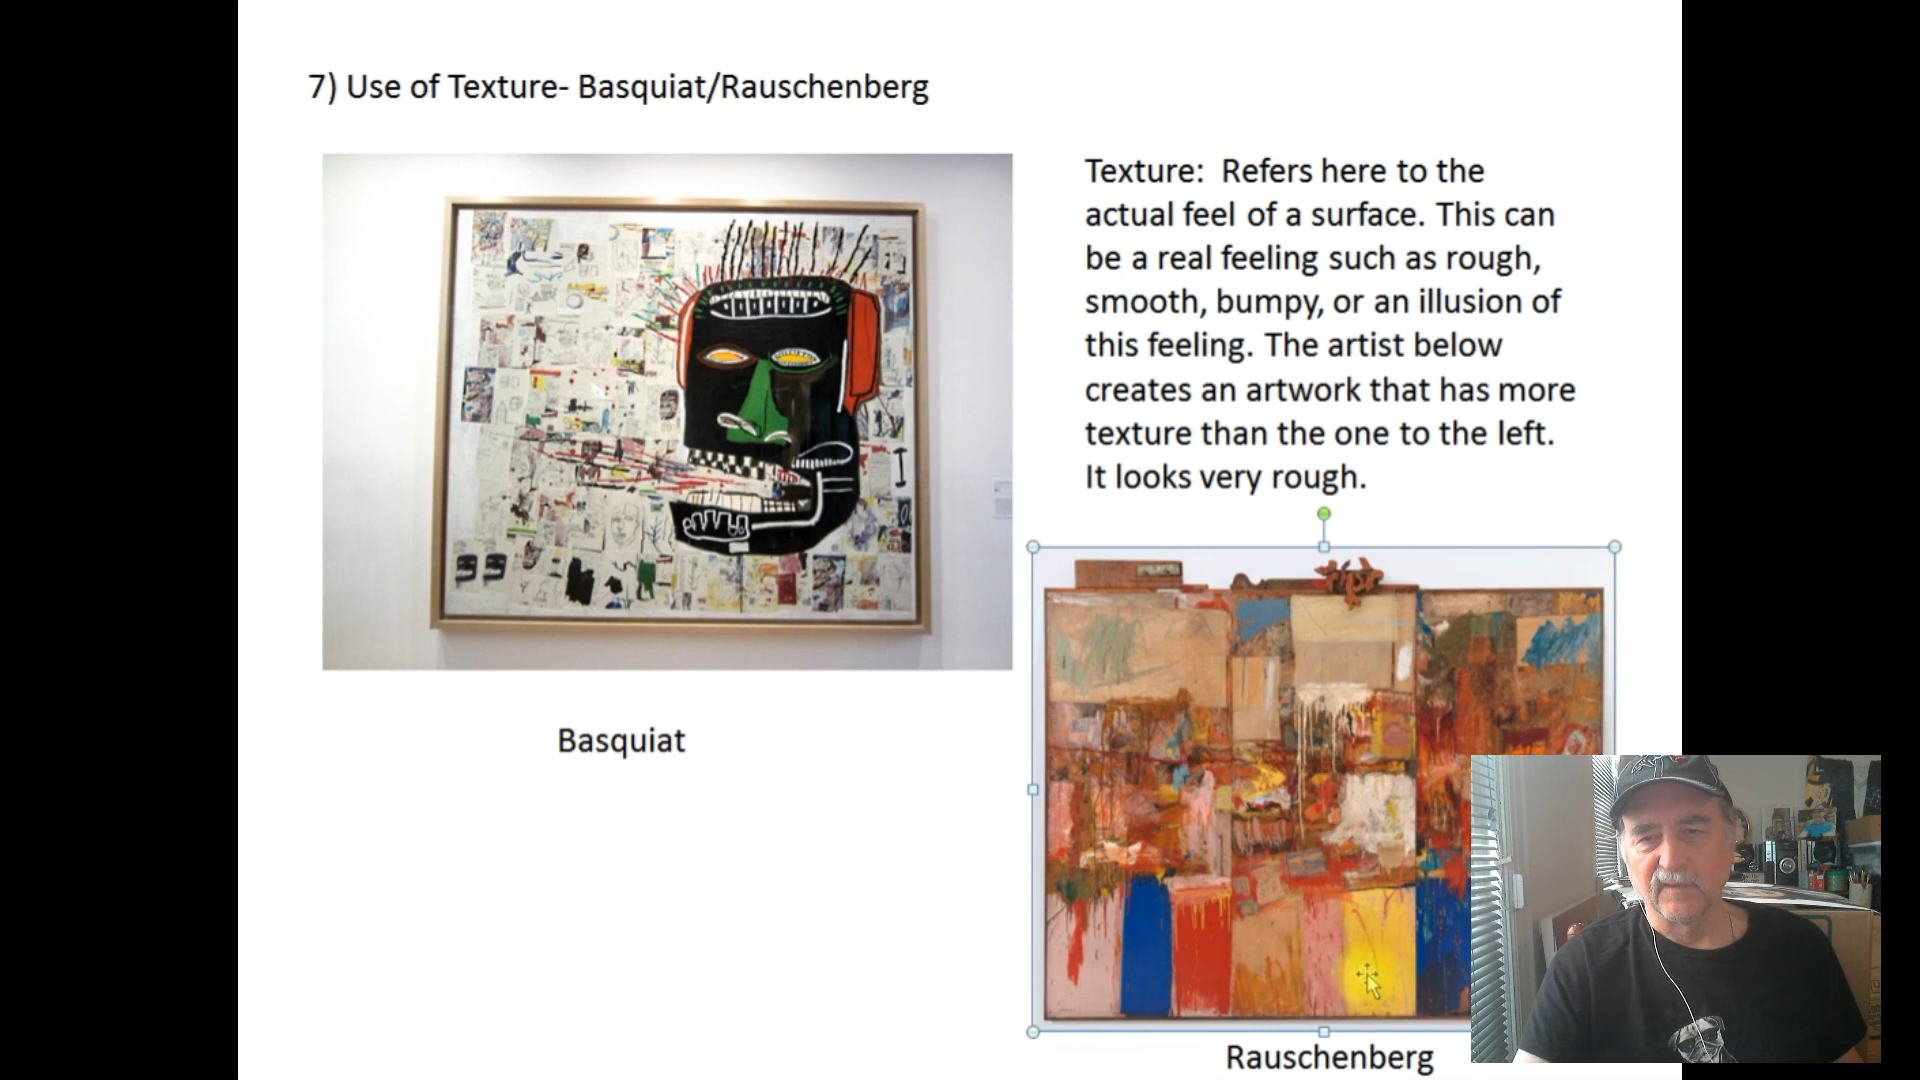 7) Use of Texture- Basquiat/Rauschenberg
Texture:  Refers here to the
actual feel of a surface. This can
be a real feeling such as rough,
smooth, bumpy, or an illusion of
this feeling. The artist below
creates an artwork that has more
texture than the one to the left.
It looks very rough.
Basquiat
Rauschenberg